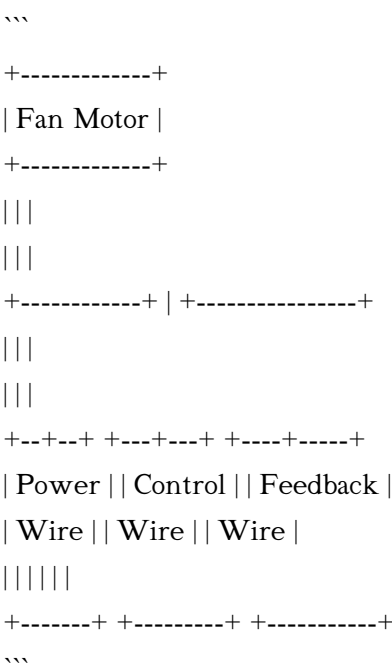 ```
+-------------+
| Fan Motor |
+-------------+
| | |
| | |
+------------+ | +----------------+
| | |
| | |
+--+--+ +---+---+ +----+-----+
| Power | | Control | | Feedback |
| Wire | | Wire | | Wire |
| | | | | |
+-------+ +---------+ +-----------+
```